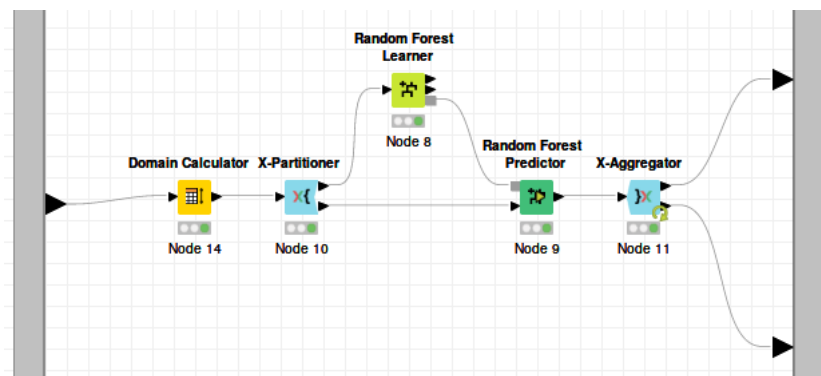 Random Forest
Learner
Node 8
Domain Calculator
X-Partitioner
Random Forest
Predictor
X-Aggregator
Node 14
Node 10
Node 9
Node 11